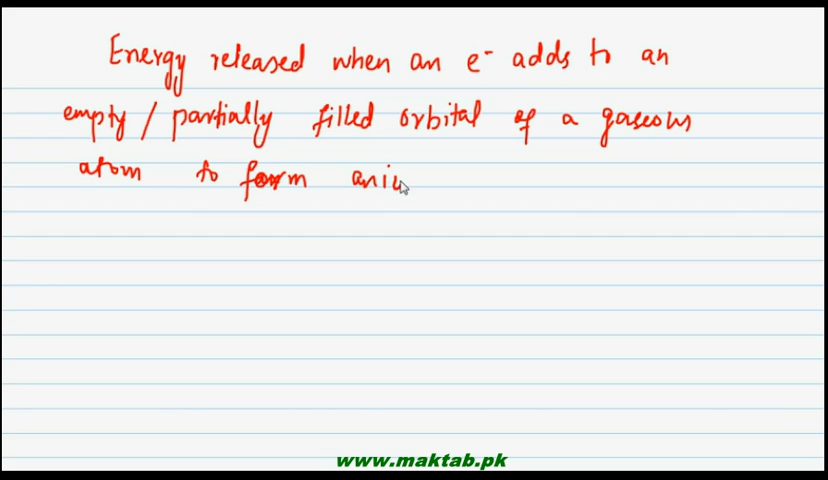 Energy released when an e⁻ adds to an
empty / partially filled orbital of a gaseous
atom to form ani
www.maktab.pk